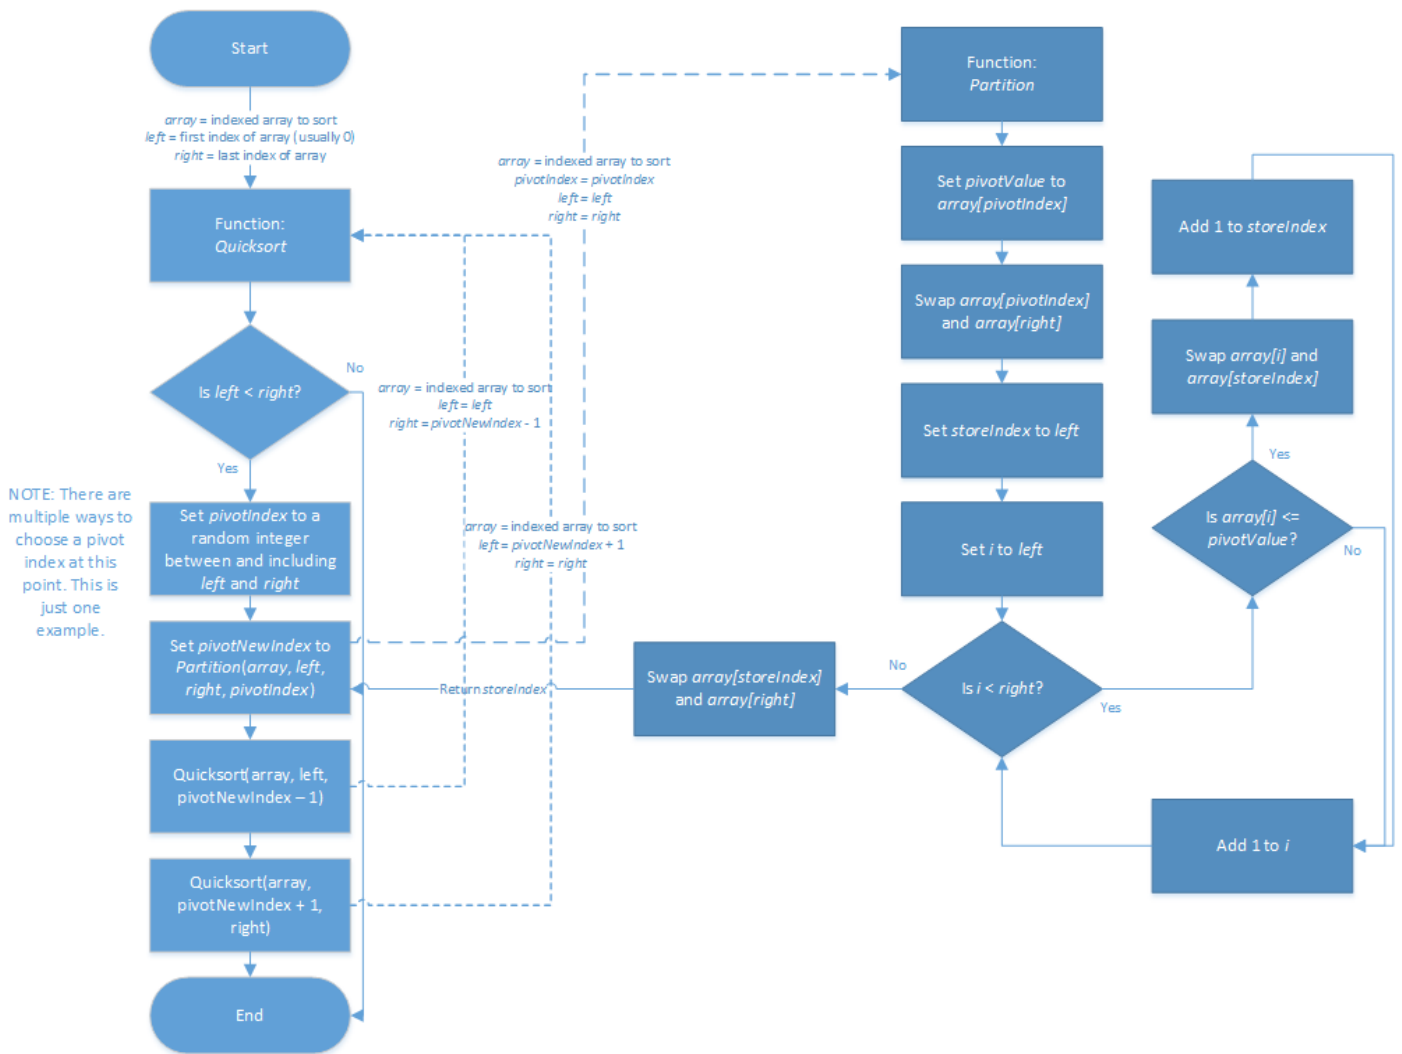 Start
array = indexed array to sort
left = first index of array (usually 0)
right = last index of array
Function:
Quicksort
Is left < right?
No
Yes
NOTE: There are
multiple ways to
choose a pivot
index at this
point. This is
just one
example.
Set pivotIndex to a
random integer
between and including
left and right
Set pivotNewIndex to
Partition(array, left,
right, pivotIndex)
Quicksort(array, left,
pivotNewIndex – 1)
Quicksort(array,
pivotNewIndex + 1,
right)
End
array = indexed array to sort
left = left
right = pivotNewIndex - 1
array = indexed array to sort
left = pivotNewIndex + 1
right = right
array = indexed array to sort
pivotIndex = pivotIndex
left = left
right = right
Return storeIndex
Function:
Partition
Set pivotValue to
array[pivotIndex]
Swap array[pivotIndex]
and array[right]
Set storeIndex to left
Set i to left
Is i < right?
No
Yes
Swap array[storeIndex]
and array[right]
Add 1 to storeIndex
Swap array[i] and
array[storeIndex]
Yes
Is array[i] <=
pivotValue?
No
Add 1 to i